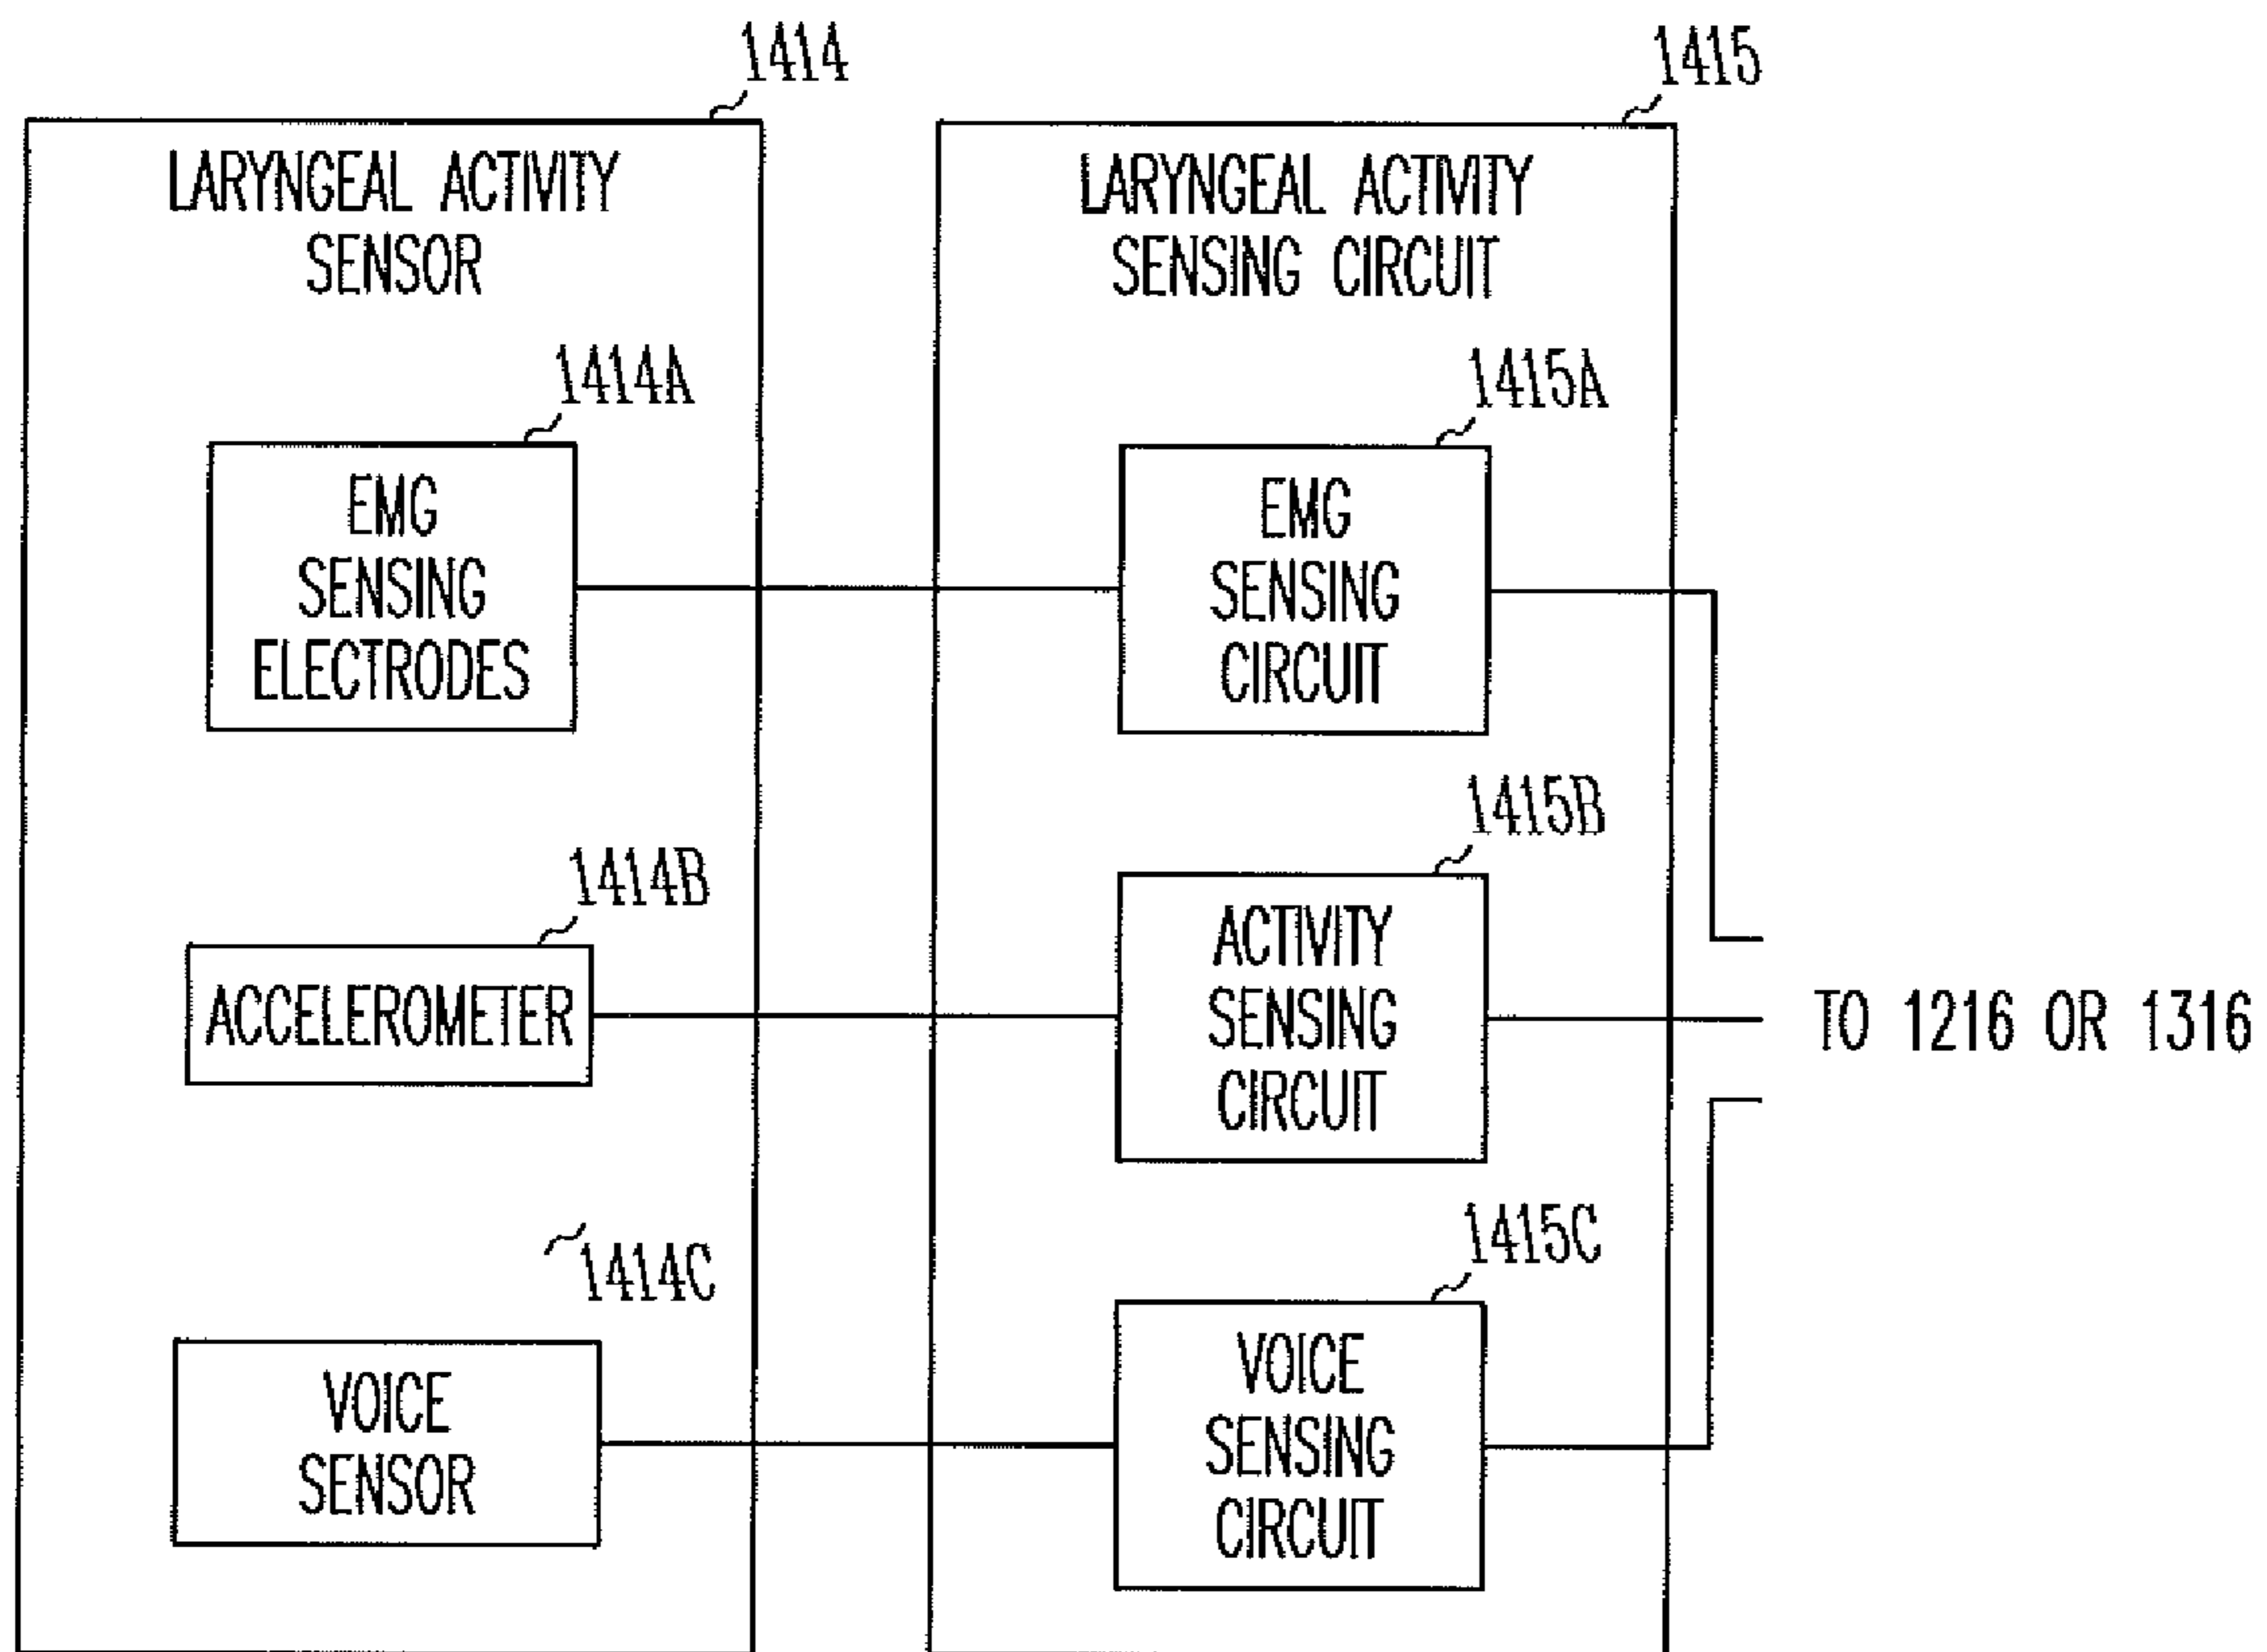 1414
LARYNGEAL ACTIVITY
SENSOR
1414A
EMG
SENSING
ELECTRODES
1414B
ACCELEROMETER
1414C
VOICE
SENSOR
1415
LARYNGEAL ACTIVITY
SENSING CIRCUIT
1415A
EMG
SENSING
CIRCUIT
1415B
ACTIVITY
SENSING
CIRCUIT
1415C
VOICE
SENSING
CIRCUIT
TO 1216 OR 1316